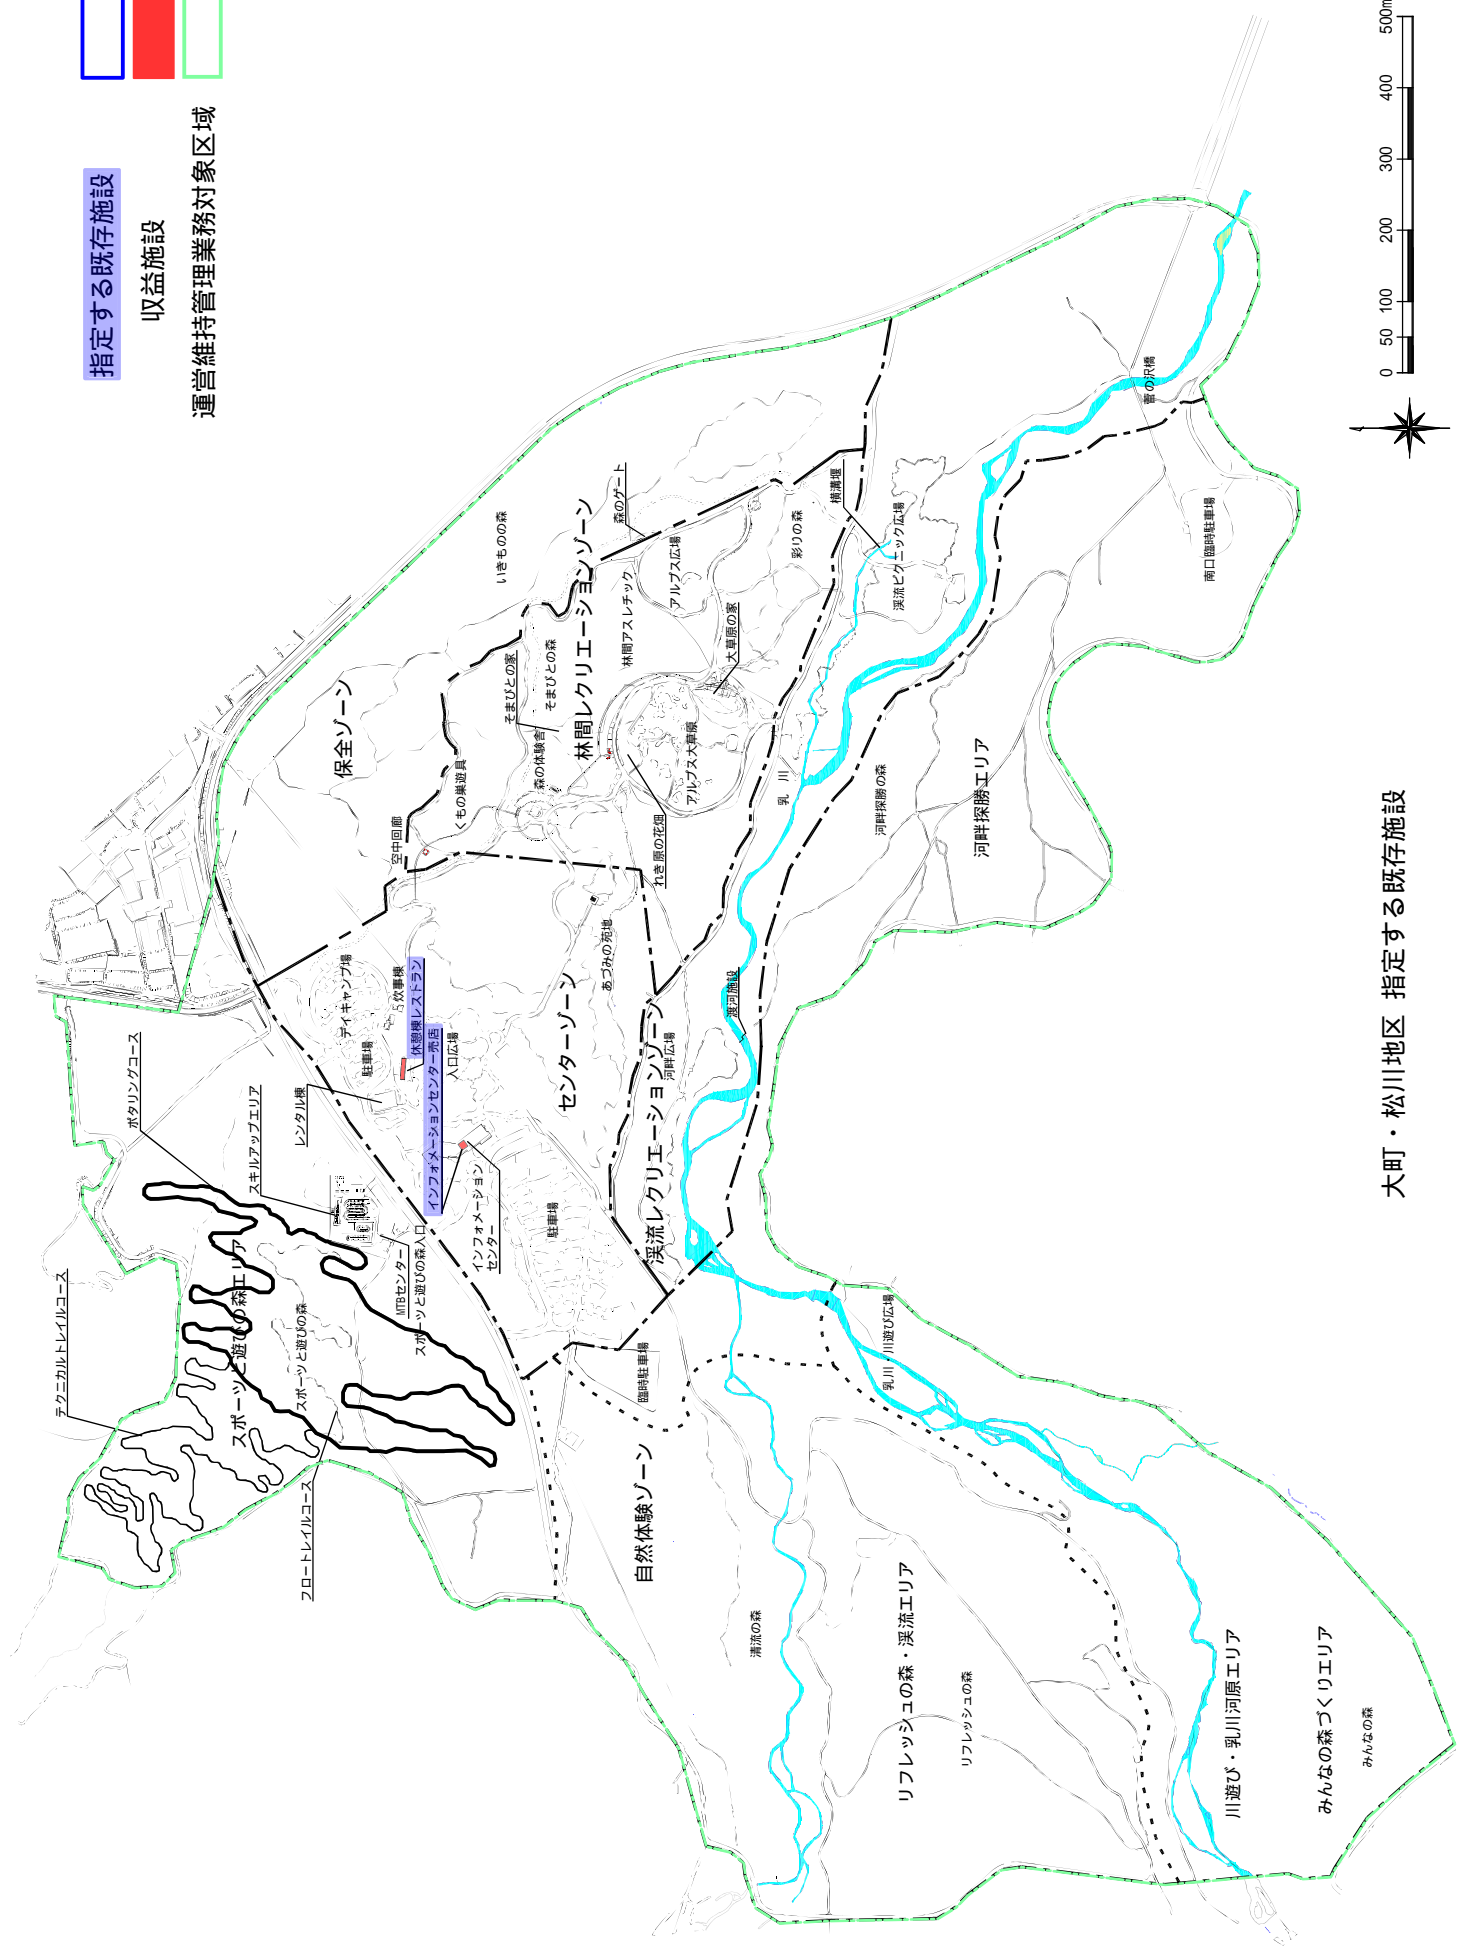 大町・松川地区 指定する既存施設
指定する既存施設
収益施設
運営維持管理業務対象区域
0
50
100
200
300
400
500m
テクニカルトレイルコース
ポタリングコース
スキルアップエリア
レンタル棟
スポーツと遊びの森エリア
スポーツと遊びの森
フロートレイルコース
MTBセンター
スポーツと遊びの森入口
デイキャンプ場
駐車場
炊事棟
休憩棟レストラン
インフォメーションセンター売店
入口広場
インフォメーション
センター
駐車場
臨時駐車場
センターゾーン
あづみの苑地
保全ゾーン
空中回廊
くもの巣遊具
そまびとの家
そまびとの森
森の体験舎
いきものの森
林間レクリエーションゾーン
森のゲート
林間アスレチック
アルプス広場
彩りの森
大草原の家
アルプス大草原
れき原の花畑
横溝堰
渓流ピクニック広場
乳 川
菅の沢橋
南口臨時駐車場
河畔探勝の森
河畔探勝エリア
渡河施設
河畔広場
渓流レクリエーションゾーン
自然体験ゾーン
乳川 川遊び広場
清流の森
リフレッシュの森・渓流エリア
リフレッシュの森
川遊び・乳川河原エリア
みんなの森づくりエリア
みんなの森